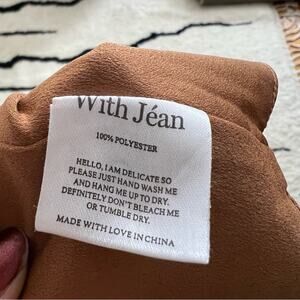 With Jéan
100% POLYESTER
HELLO, I AM DELICATE SO
PLEASE JUST HAND WASH ME
AND HANG ME UP TO DRY.
DEFINITELY DON'T BLEACH ME
OR TUMBLE DRY.
MADE WITH LOVE IN CHINA